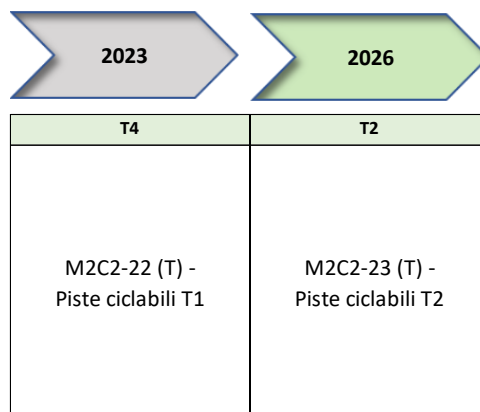 2023
2026
T4
T2
M2C2-22 (T) -
Piste ciclabili T1
M2C2-23 (T) -
Piste ciclabili T2